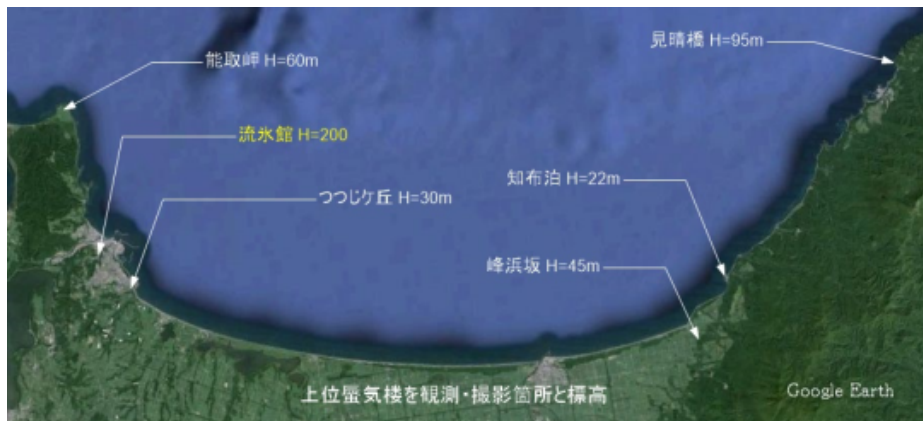 見晴橋 H=95m
能取岬 H=60m
流氷館 H=200
知布泊 H=22m
つつじケ丘 H=30m
峰浜坂 H=45m
上位蜃気楼を観測・撮影箇所と標高
Google Earth